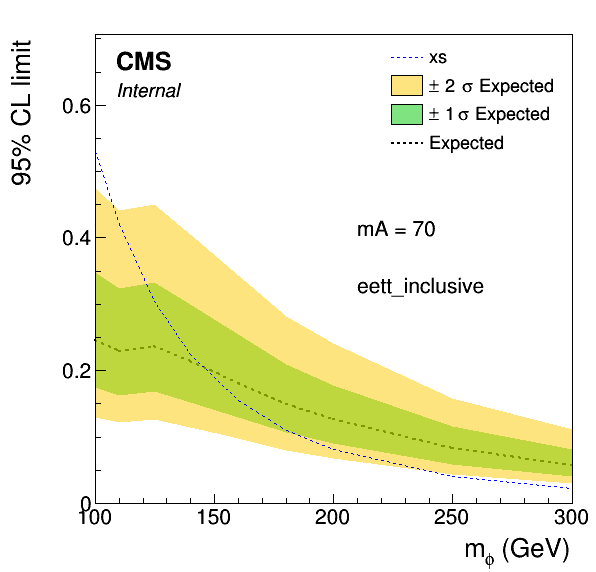 95% CL limit
CMS
Internal
xs
± 2 σ Expected
± 1 σ Expected
Expected
mA = 70
eett_inclusive
0.6
0.4
0.2
0
100 150 200 250 300
mϕ (GeV)